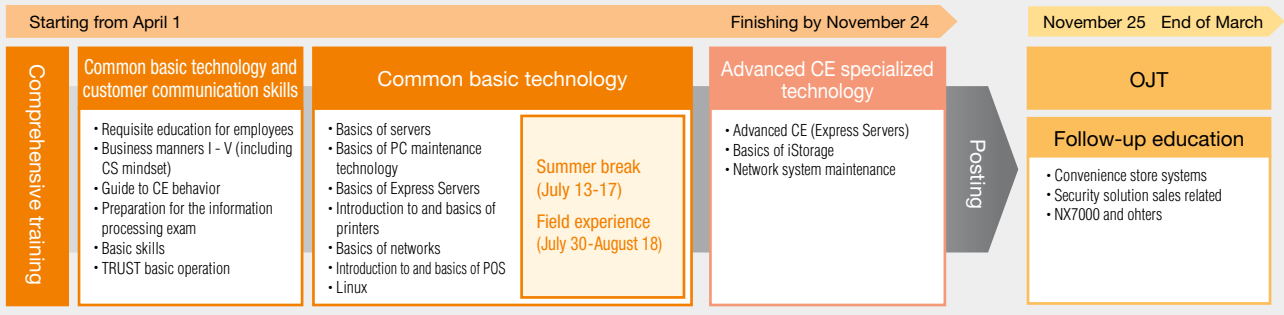 Starting from April 1
Finishing by November 24
November 25 End of March
Comprehensive training
Common basic technology and
customer communication skills
• Requisite education for employees
• Business manners I - V (including
CS mindset)
• Guide to CE behavior
• Preparation for the information
processing exam
• Basic skills
• TRUST basic operation
Common basic technology
• Basics of servers
• Basics of PC maintenance
technology
• Basics of Express Servers
• Introduction to and basics of
printers
• Basics of networks
• Introduction to and basics of POS
• Linux
Summer break
(July 13-17)
Field experience
(July 30-August 18)
Advanced CE specialized
technology
• Advanced CE (Express Servers)
• Basics of iStorage
• Network system maintenance
Posting
OJT
Follow-up education
• Convenience store systems
• Security solution sales related
• NX7000 and ohters